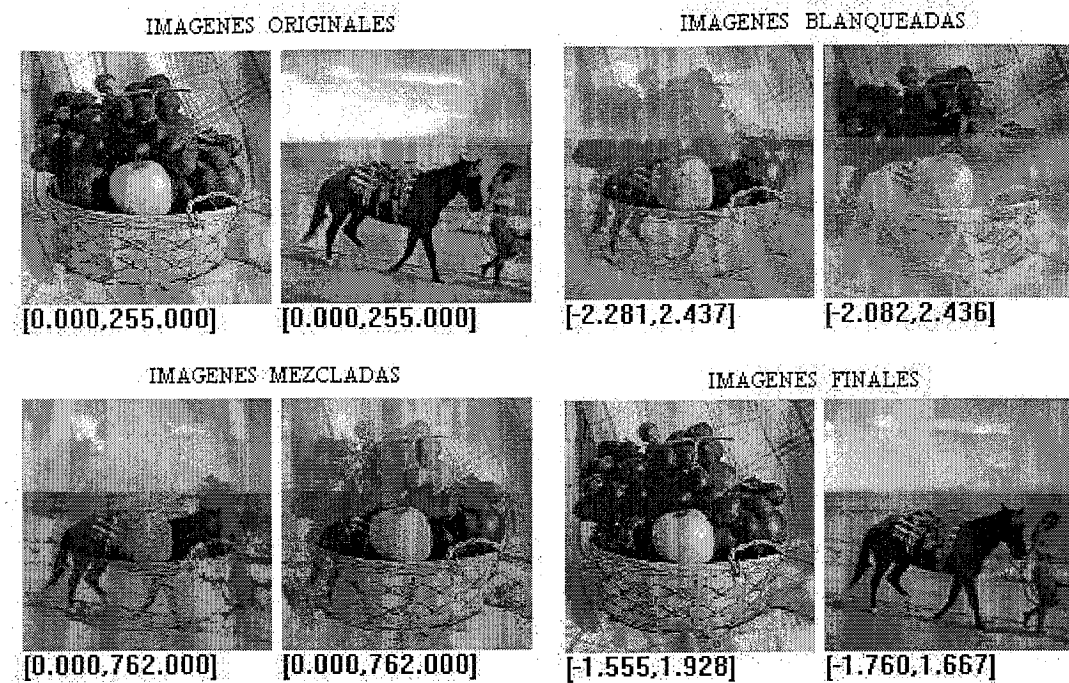 IMAGENES ORIGINALES
[0.000,255.000] [0.000,255.000]
IMAGENES BLANQUEADAS
[-2.281,2.437] [-2.082,2.436]
IMAGENES MEZCLADAS
[0.000,762.000] [0.000,762.000]
IMAGENES FINALES
[-1.555,1.928] [-1.760,1.667]